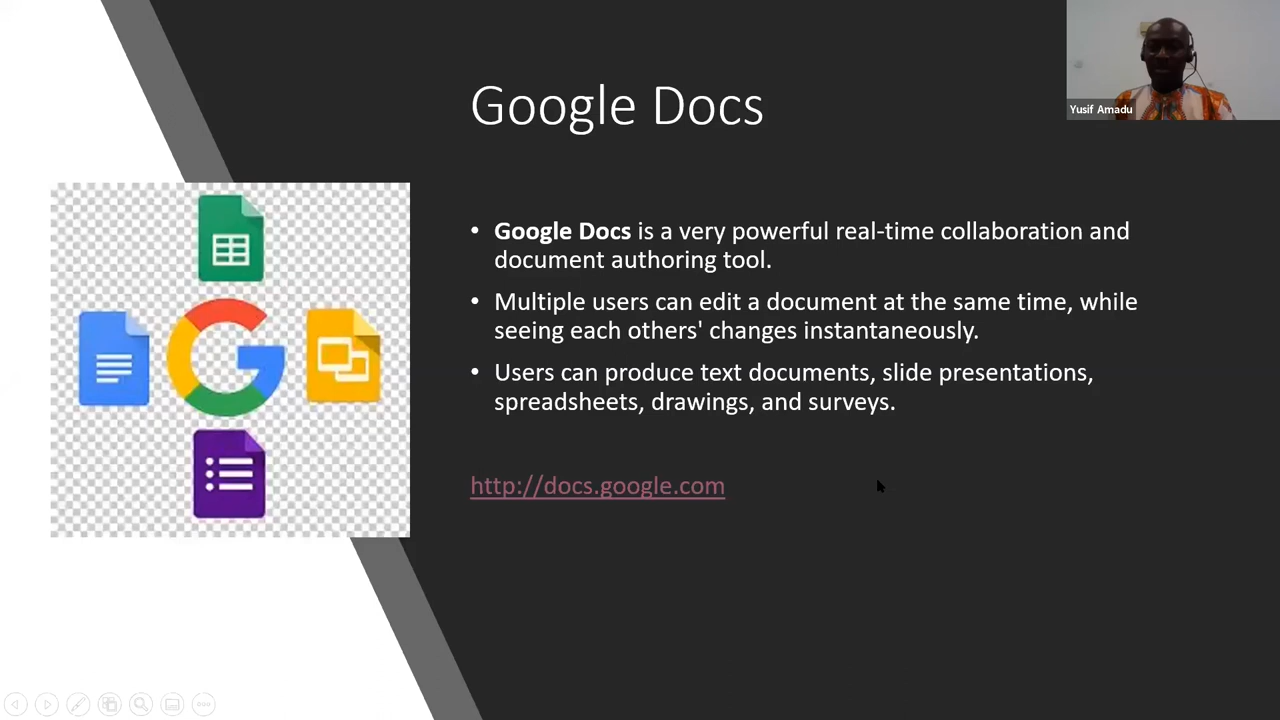 Google Docs
Yusif Amadu
• Google Docs is a very powerful real-time collaboration and
document authoring tool.
• Multiple users can edit a document at the same time, while
seeing each others' changes instantaneously.
• Users can produce text documents, slide presentations,
spreadsheets, drawings, and surveys.
http://docs.google.com